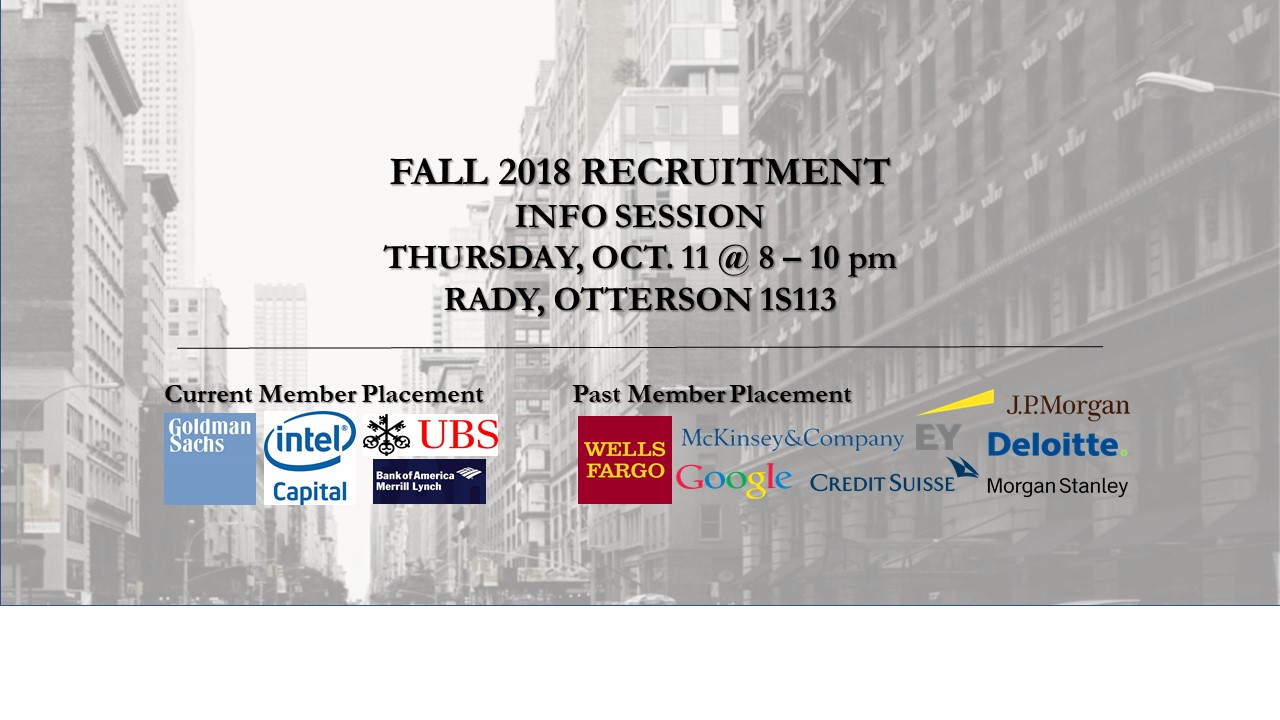 FALL 2018 RECRUITMENT
INFO SESSION
THURSDAY, OCT. 11 @ 8 – 10 pm
RADY, OTTERSON 1S113
Current Member Placement
Goldman
Sachs
intel®
Capital
UBS
Bank of America
Merrill Lynch
Past Member Placement
WELLS
FARGO
McKinsey&Company
Google
EY
CREDIT SUISSE
J.P.Morgan
Deloitte.
Morgan Stanley